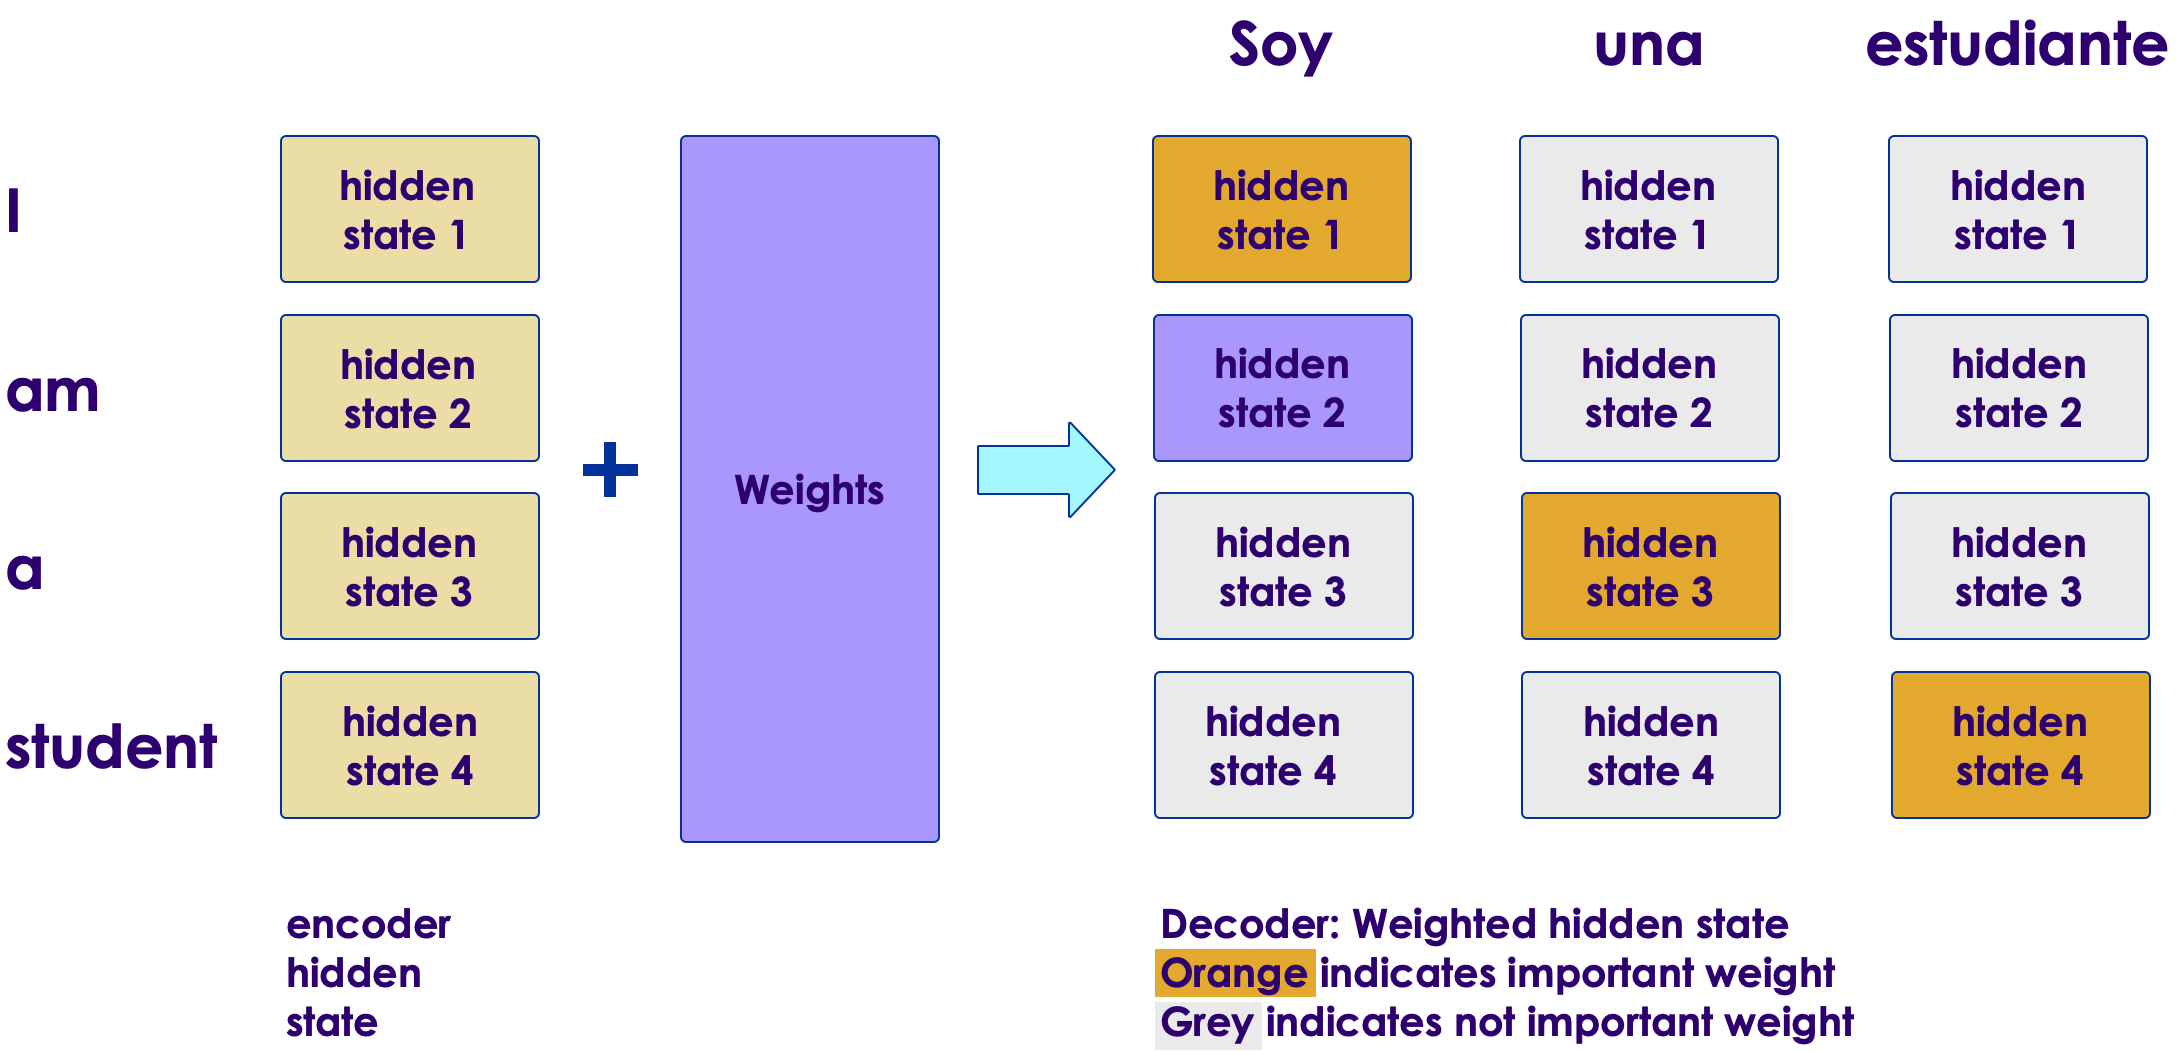 Soy una estudiante
I
hidden
state 1
hidden
state 1
hidden
state 1
hidden
state 1
am
hidden
state 2
hidden
state 2
hidden
state 2
hidden
state 2
Weights
a
hidden
state 3
hidden
state 3
hidden
state 3
hidden
state 3
student
hidden
state 4
hidden
state 4
hidden
state 4
hidden
state 4
encoder
hidden
state
Decoder: Weighted hidden state
Orange indicates important weight
Grey indicates not important weight